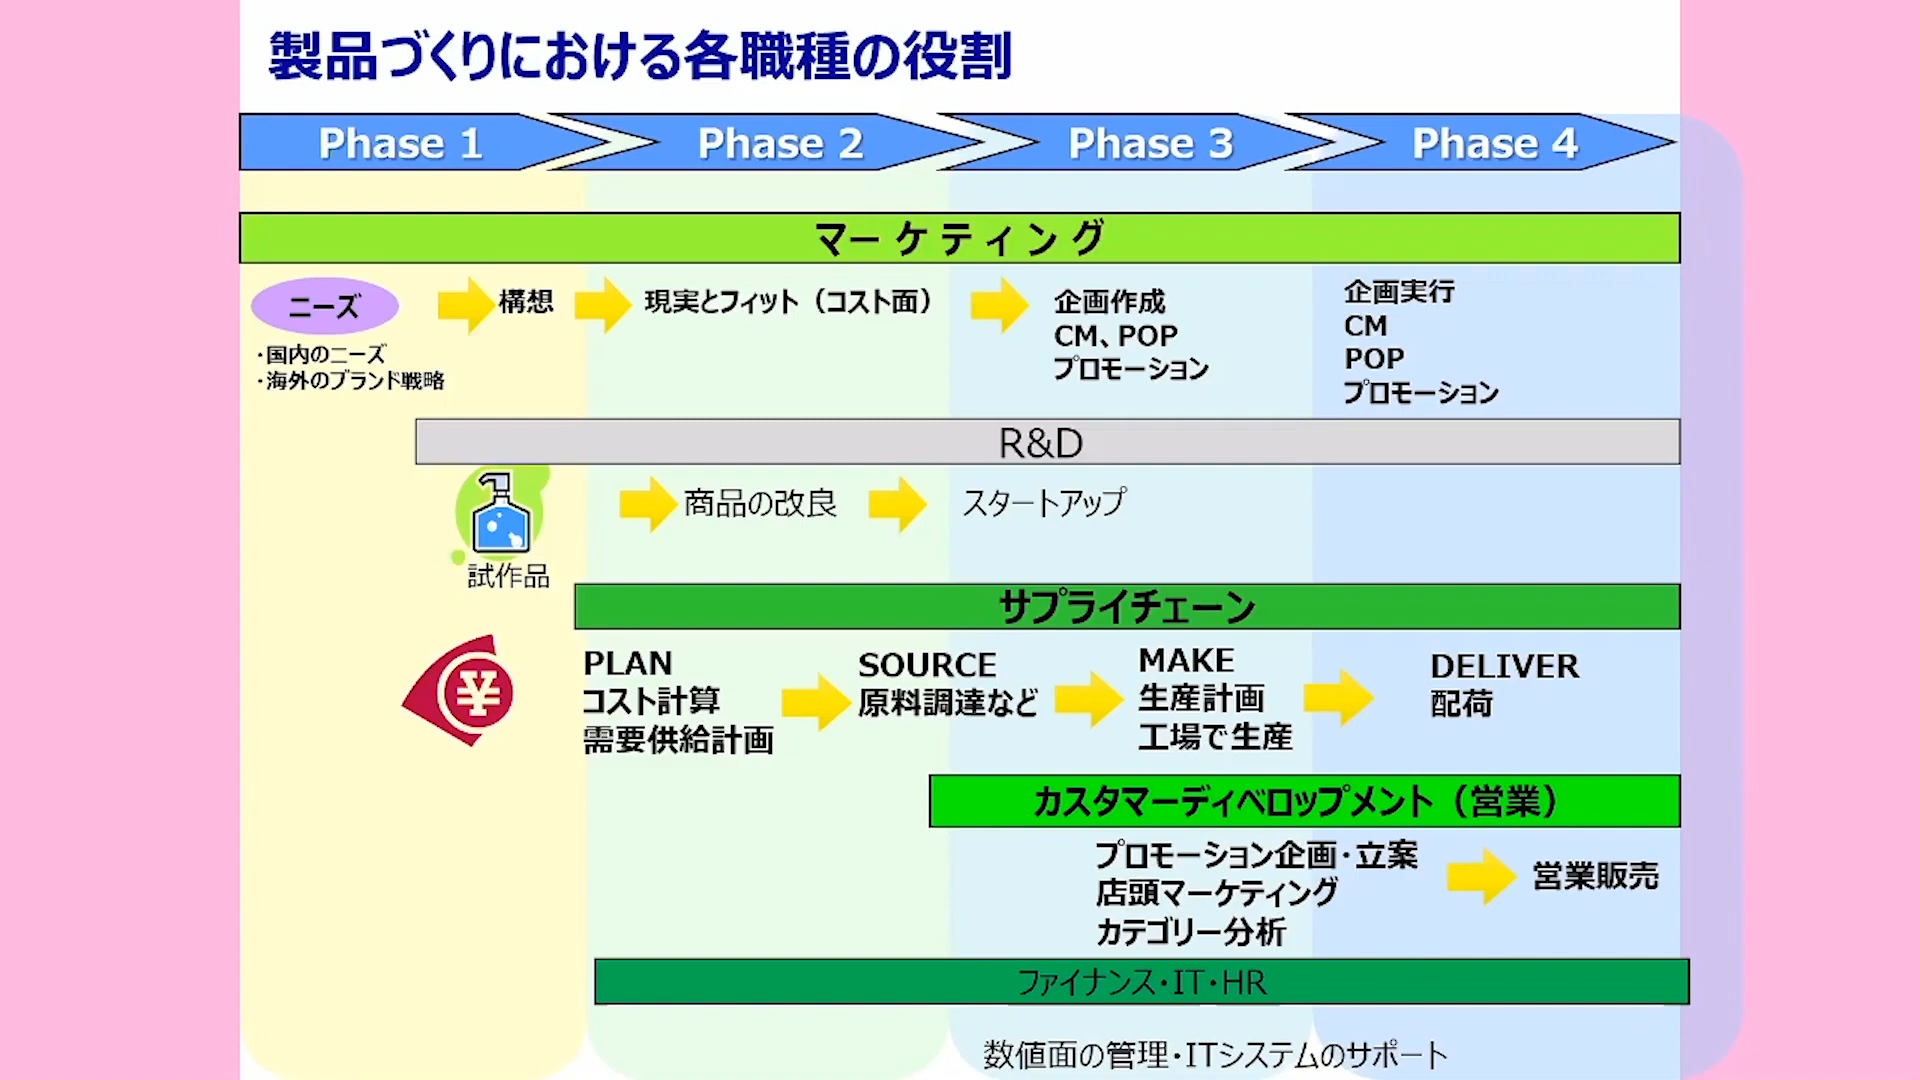 製品づくりにおける各職種の役割
Phase 1
Phase 2
Phase 3
Phase 4
マーケティング
ニーズ
・国内のニーズ
・海外のブランド戦略
構想
現実とフィット（コスト面）
企画作成
CM、POP
プロモーション
企画実行
CM
POP
プロモーション
R&D
試作品
商品の改良
スタートアップ
サプライチェーン
¥
PLAN
コスト計算
需要供給計画
SOURCE
原料調達など
MAKE
生産計画
工場で生産
DELIVER
配荷
カスタマーディベロップメント（営業）
プロモーション企画・立案
店頭マーケティング
カテゴリー分析
営業販売
ファイナンス・IT・HR
数値面の管理・ITシステムのサポート